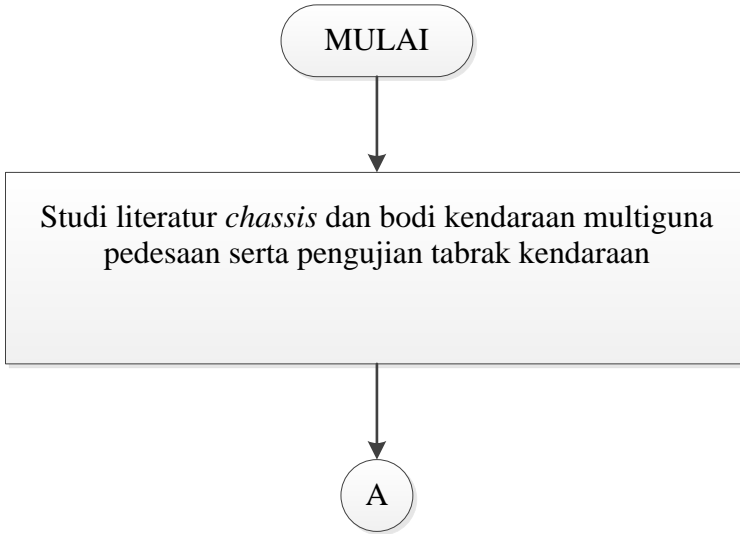 MULAI
Studi literatur chassis dan bodi kendaraan multiguna
pedesaan serta pengujian tabrak kendaraan
A